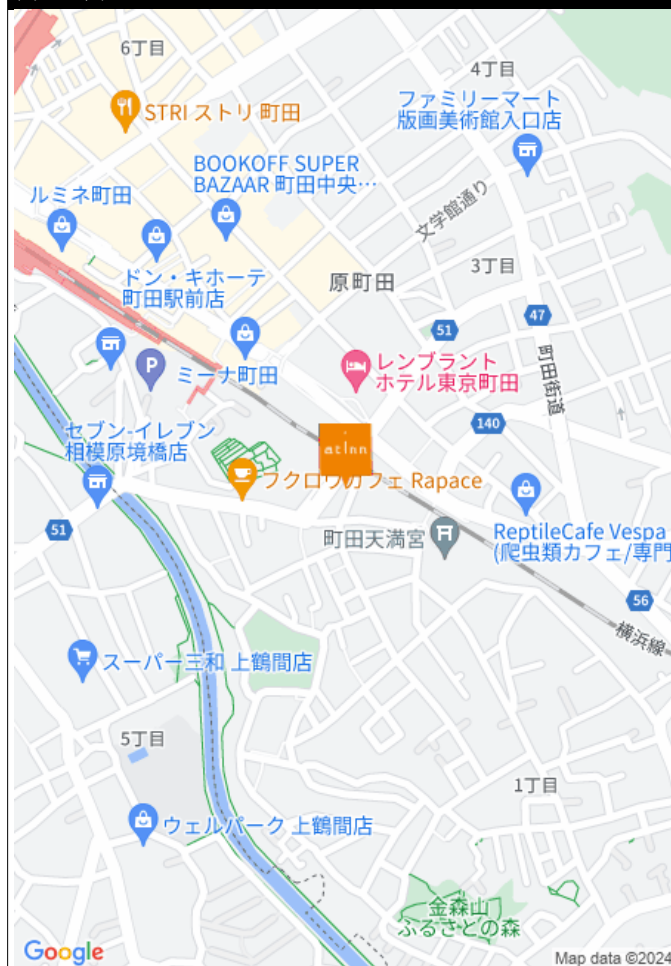 6丁目
4丁目
STRI ストリ 町田
ファミリーマート
版画美術館入口店
BOOKOFF SUPER
BAZAAR 町田中央…
ルミネ町田
文学館通り
ドン・キホーテ
町田駅前店
原町田
3丁目
47
51
レンブラント
ホテル東京町田
町田街道
P
ミーナ町田
140
セブン-イレブン
相模原境橋店
at inn
フクロウカフェ Rapace
51
町田天満宮
ReptileCafe Vespa
(爬虫類カフェ/専門
56
横浜線
スーパー三和 上鶴間店
5丁目
1丁目
ウェルパーク 上鶴間店
金森山
ふるさとの森
Google
Map data ©2024